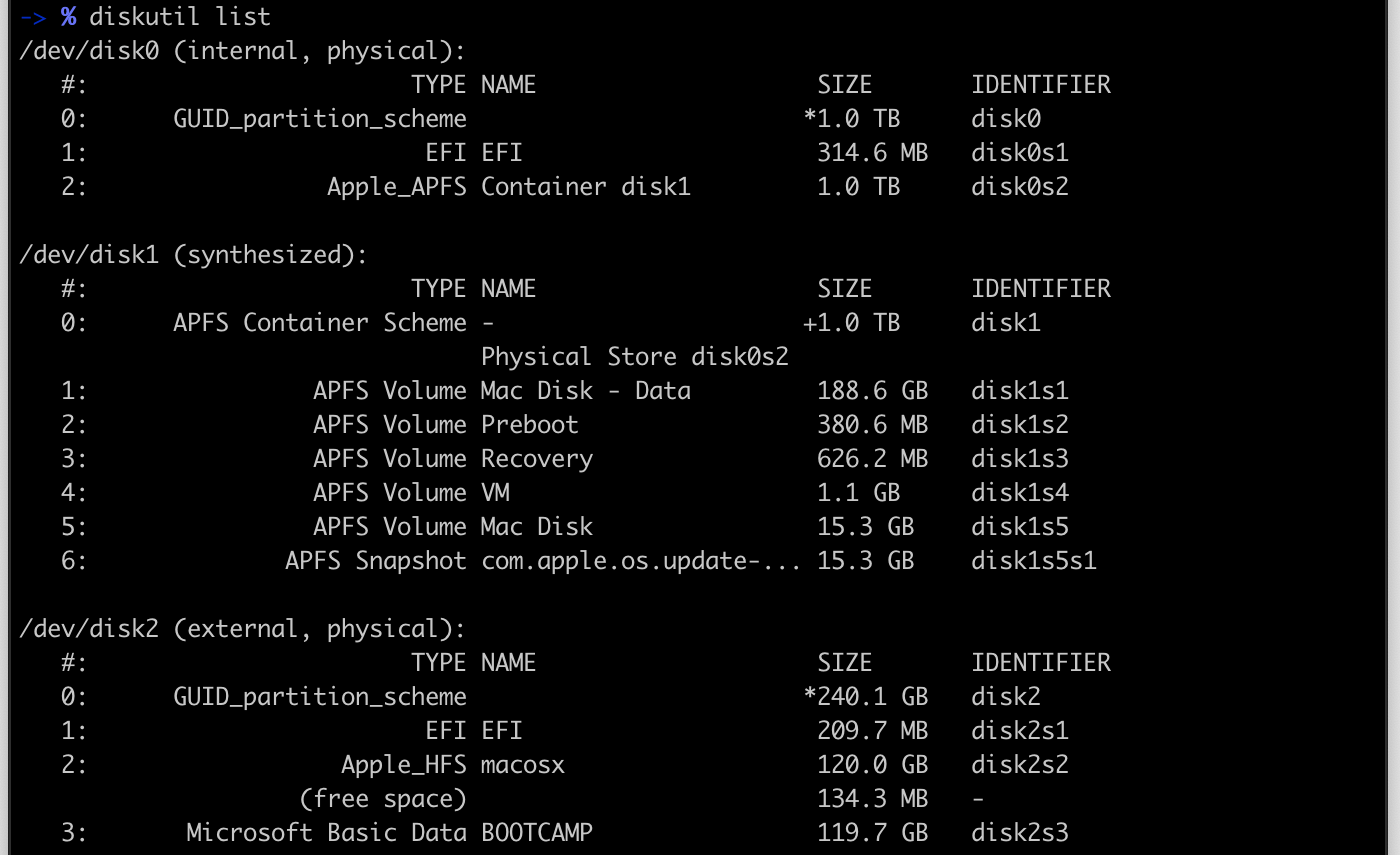 -> % diskutil list
/dev/disk0 (internal, physical):
   #:                       TYPE NAME                    SIZE       IDENTIFIER
   0:      GUID_partition_scheme                        *1.0 TB     disk0
   1:                        EFI EFI                     314.6 MB   disk0s1
   2:                 Apple_APFS Container disk1         1.0 TB     disk0s2

/dev/disk1 (synthesized):
   #:                       TYPE NAME                    SIZE       IDENTIFIER
   0:      APFS Container Scheme -                      +1.0 TB     disk1
                                 Physical Store disk0s2
   1:                APFS Volume Mac Disk - Data         188.6 GB   disk1s1
   2:                APFS Volume Preboot                 380.6 MB   disk1s2
   3:                APFS Volume Recovery                626.2 MB   disk1s3
   4:                APFS Volume VM                      1.1 GB     disk1s4
   5:                APFS Volume Mac Disk                15.3 GB    disk1s5
   6:              APFS Snapshot com.apple.os.update-... 15.3 GB    disk1s5s1

/dev/disk2 (external, physical):
   #:                       TYPE NAME                    SIZE       IDENTIFIER
   0:      GUID_partition_scheme                        *240.1 GB   disk2
   1:                        EFI EFI                     209.7 MB   disk2s1
   2:                  Apple_HFS macosx                  120.0 GB   disk2s2
                    (free space)                         134.3 MB   -
   3:       Microsoft Basic Data BOOTCAMP                119.7 GB   disk2s3